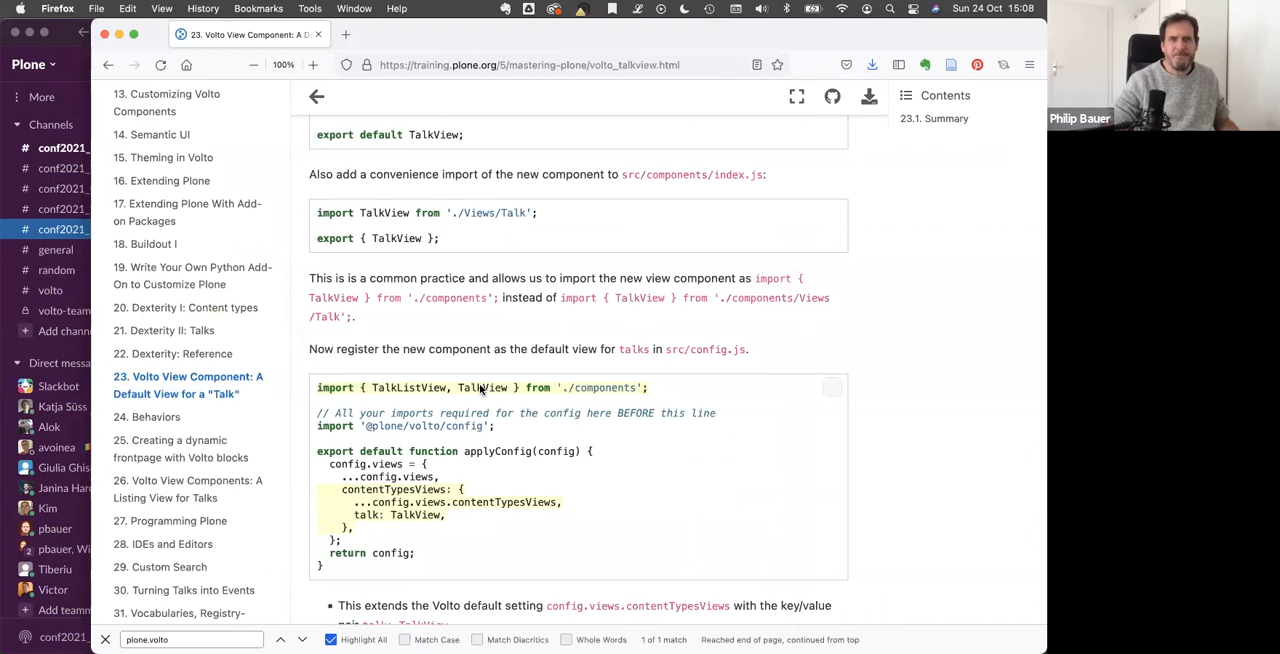 Firefox File Edit View History Bookmarks Tools Window Help
Sun 24 Oct 15:08
23. Volto View Component: A D
100%
https://training.plone.org/5/mastering-plone/volto_talkview.html
Plone
More
Channels
# conf2021_
# conf2021_
# conf2021_
# conf2021_
# conf2021_
# general
# random
# volto
volto-team
Add chann
Direct messa
Slackbot
Katja Süss
Alok
avoinea
Giulia Ghis
Janina Hard
Kim
pbauer
pbauer, Wi
Tiberiu
Victor
Add teamm
conf2021_
13. Customizing Volto
Components
14. Semantic UI
15. Theming in Volto
16. Extending Plone
17. Extending Plone With Add-
on Packages
18. Buildout I
19. Write Your Own Python Add-
On to Customize Plone
20. Dexterity I: Content types
21. Dexterity II: Talks
22. Dexterity: Reference
23. Volto View Component: A
Default View for a "Talk"
24. Behaviors
25. Creating a dynamic
frontpage with Volto blocks
26. Volto View Components: A
Listing View for Talks
27. Programming Plone
28. IDEs and Editors
29. Custom Search
30. Turning Talks into Events
31. Vocabularies, Registry-
export default TalkView;
Also add a convenience import of the new component to src/components/index.js:
import TalkView from './Views/Talk';
export { TalkView };
This is is a common practice and allows us to import the new view component as import {
TalkView } from './components'; instead of import { TalkView } from './components/Views
/Talk';.
Now register the new component as the default view for talks in src/config.js.
import { TalkListView, TalkView } from './components';
// All your imports required for the config here BEFORE this line
import '@plone/volto/config';
export default function applyConfig(config) {
config.views = {
...config.views,
contentTypesViews: {
...config.views.contentTypesViews,
talk: TalkView,
},
};
return config;
}
This extends the Volto default setting config.views.contentTypesViews with the key/value
pair talk: TalkView
Contents
23.1. Summary
plone.volto
Highlight All
Match Case
Match Diacritics
Whole Words
1 of 1 match
Reached end of page, continued from top
Philip Bauer